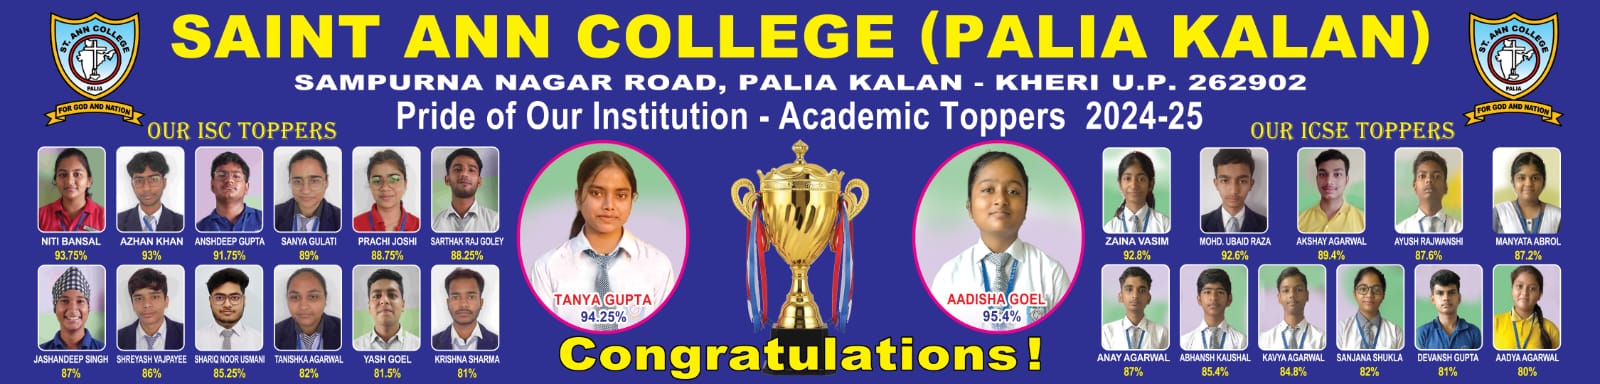 SAINT ANN COLLEGE (PALIA KALAN)
SAMPURNA NAGAR ROAD, PALIA KALAN - KHERI U.P. 262902
Pride of Our Institution - Academic Toppers 2024-25
ST. ANN COLLEGE
PALIA
FOR GOD AND NATION
ST. ANN COLLEGE
PALIA
FOR GOD AND NATION
OUR ISC TOPPERS
NITI BANSAL AZHAN KHAN ANSHDEEP GUPTA SANYA GULATI PRACHI JOSHI SARTHAK RAJ GOLEY
93.75% 93% 91.75% 89% 88.75% 88.25%
JASHANDEEP SINGH SHREYASH VAJPAYEE SHARIQ NOOR USMANI TANISHKA AGARWAL YASH GOEL KRISHNA SHARMA
87% 86% 85.25% 82% 81.5% 81%
TANYA GUPTA
94.25%
AADISHA GOEL
95.4%
Congratulations!
OUR ICSE TOPPERS
ZAINA VASIM MOHD. UBAID RAZA AKSHAY AGARWAL AYUSH RAJWANSHI MANYATA ABROL
92.8% 92.6% 89.4% 87.6% 87.2%
ANAY AGARWAL ABHANSH KAUSHAL KAVYA AGARWAL SANJANA SHUKLA DEVANSH GUPTA AADYA AGARWAL
87% 85.4% 84.8% 82% 81% 80%